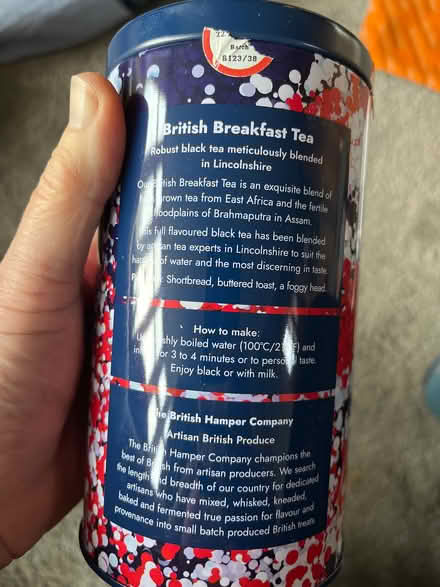 Batch
B123/38
British Breakfast Tea
Robust black tea meticulously blended
in Lincolnshire
Our British Breakfast Tea is an exquisite blend of
grown tea from East Africa and the fertile
floodplains of Brahmaputra in Assam.
This full flavoured black tea has been blended
by artisan tea experts in Lincolnshire to suit the
of water and the most discerning in taste.
Shortbread, buttered toast, a foggy head.
How to make:
Use freshly boiled water (100°C/212°F) and
infuse for 3 to 4 minutes or to personal taste.
Enjoy black or with milk.
The British Hamper Company
Artisan British Produce
The British Hamper Company champions the
best of British from artisan producers. We search
the length and breadth of our country for dedicated
artisans who have mixed, whisked, kneaded,
baked and fermented true passion for flavour and
provenance into small batch produced British treats